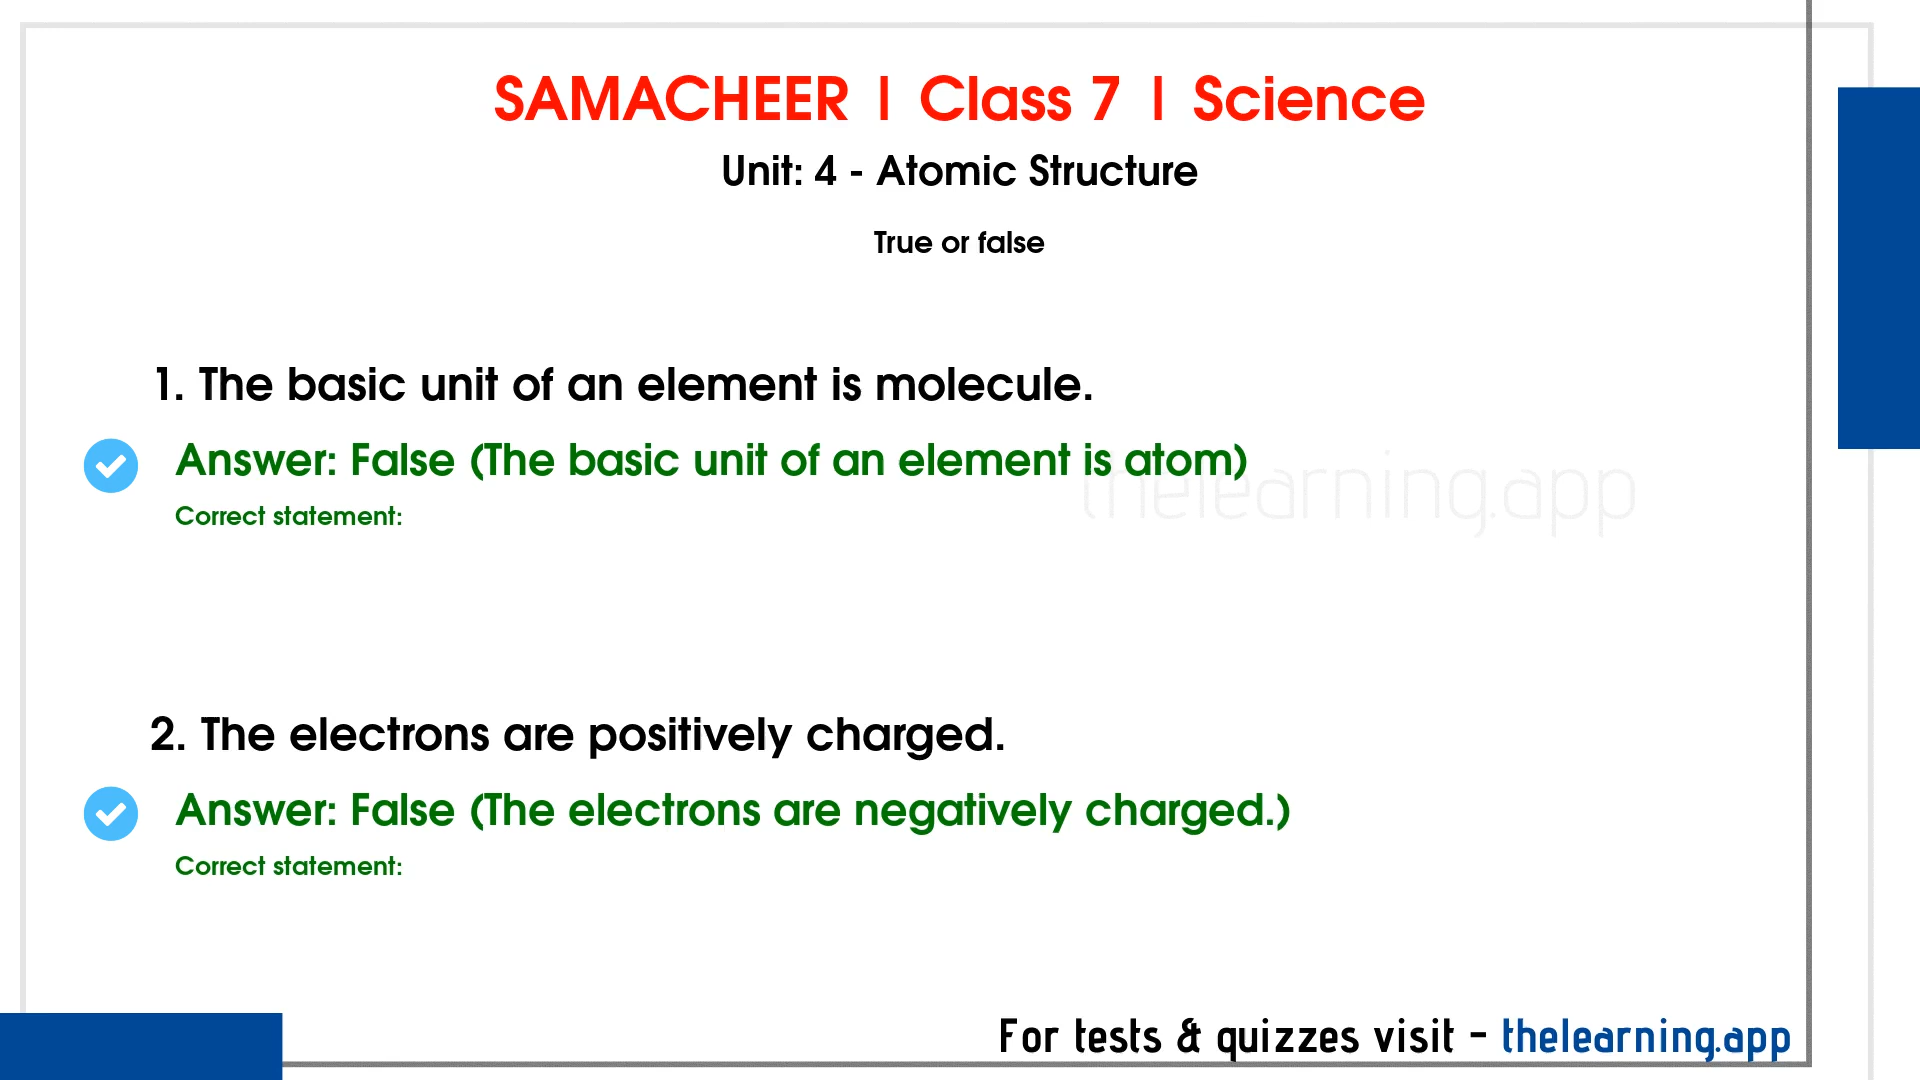 SAMACHEER | Class 7 | Science
Unit: 4 - Atomic Structure
True or false
1. The basic unit of an element is molecule.
Answer: False (The basic unit of an element is atom)
thelearning.app
Correct statement:
2. The electrons are positively charged.
Answer: False (The electrons are negatively charged.)
Correct statement:
For tests & quizzes visit - thelearning.app